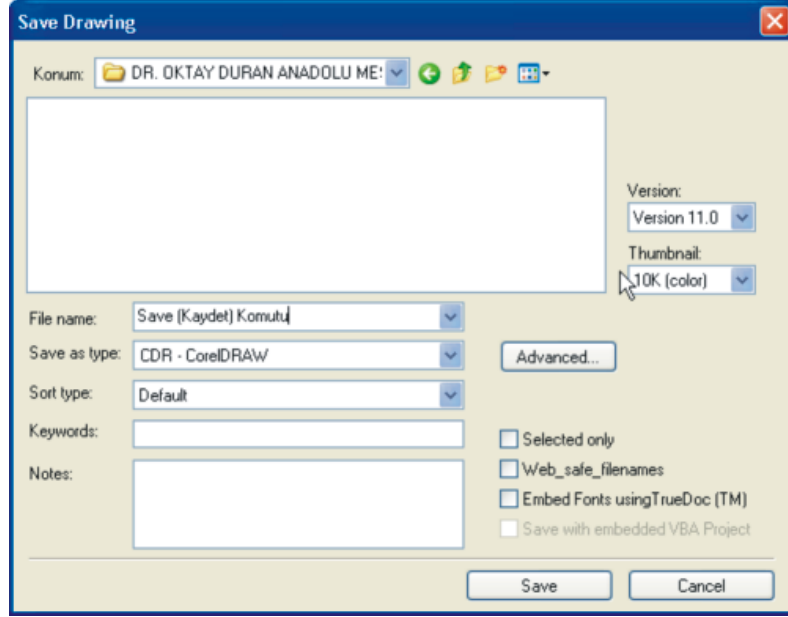 Save Drawing
Konum: DR. OKTAY DURAN ANADOLU MES
Version:
Version 11.0
Thumbnail:
10K (color)
File name: Save (Kaydet) Komutu
Save as type: CDR - CorelDRAW
Advanced...
Sort type: Default
Keywords:
Selected only
Notes:
Web_safe_filenames
Embed Fonts usingTrueDoc (TM)
Save with embedded VBA Project
Save Cancel